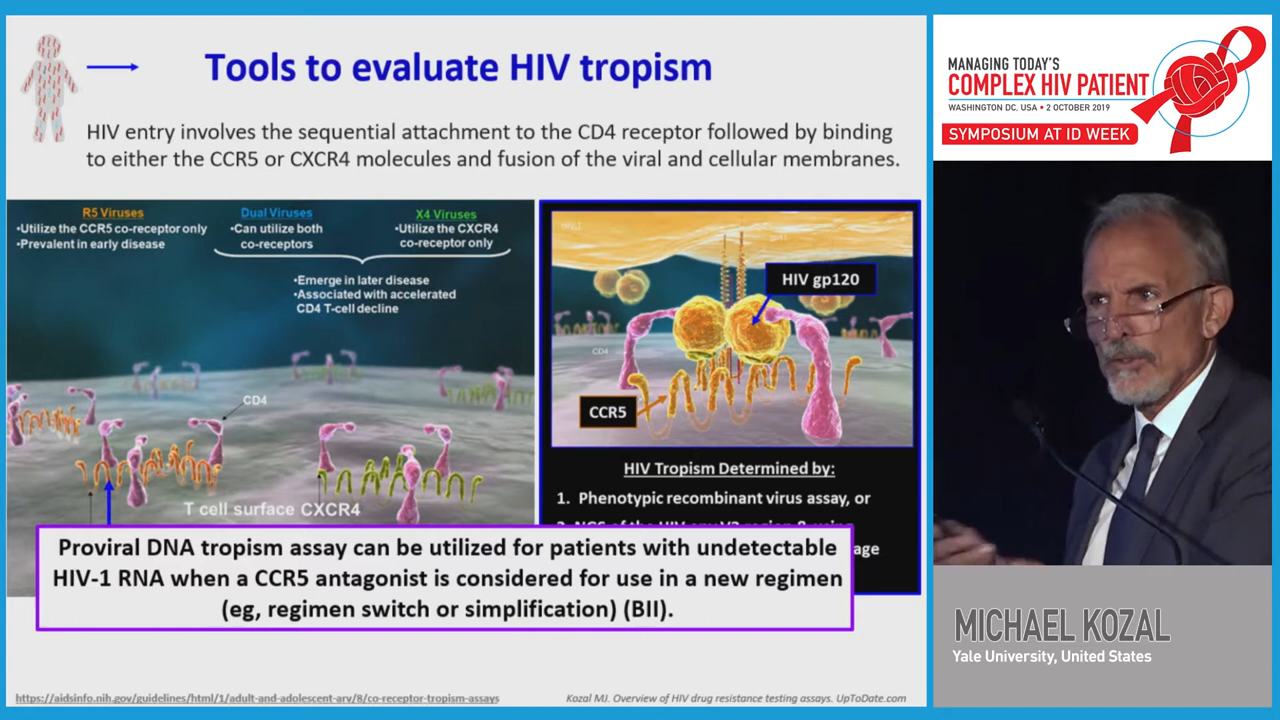 Tools to evaluate HIV tropism
HIV entry involves the sequential attachment to the CD4 receptor followed by binding
to either the CCR5 or CXCR4 molecules and fusion of the viral and cellular membranes.
R5 Viruses
•Utilize the CCR5 co-receptor only
•Prevalent in early disease
Dual Viruses
•Can utilize both
co-receptors
X4 Viruses
•Utilize the CXCR4
co-receptor only
•Emerge in later disease
•Associated with accelerated
CD4 T-cell decline
CD4
T cell surface CXCR4
HIV gp120
CD4
CCR5
HIV Tropism Determined by:
1. Phenotypic recombinant virus assay, or
age
Proviral DNA tropism assay can be utilized for patients with undetectable
HIV-1 RNA when a CCR5 antagonist is considered for use in a new regimen
(eg, regimen switch or simplification) (BII).
https://aidsinfo.nih.gov/guidelines/html/1/adult-and-adolescent-arv/8/co-receptor-tropism-assays
Kozal MJ. Overview of HIV drug resistance testing assays. UpToDate.com
MANAGING TODAY'S
COMPLEX HIV PATIENT
WASHINGTON DC, USA • 2 OCTOBER 2019
SYMPOSIUM AT ID WEEK
MICHAEL KOZAL
Yale University, United States